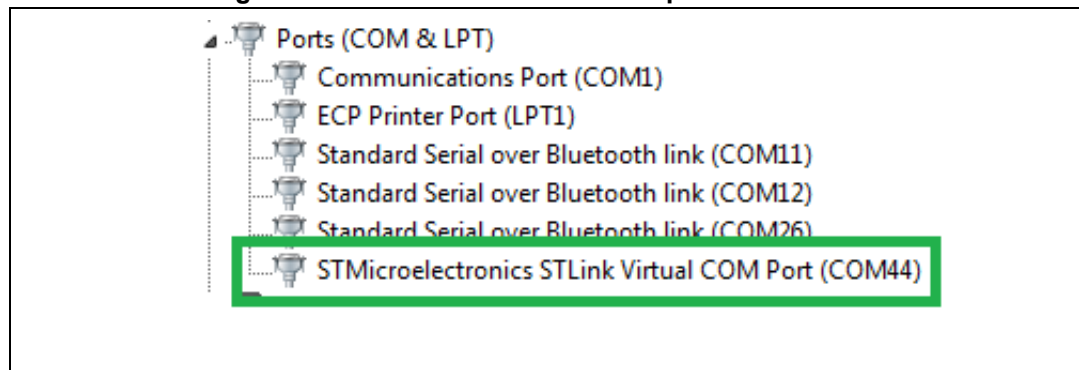 Ports (COM & LPT)
Communications Port (COM1)
ECP Printer Port (LPT1)
Standard Serial over Bluetooth link (COM11)
Standard Serial over Bluetooth link (COM12)
Standard Serial over Bluetooth link (COM26)
STMicroelectronics STLink Virtual COM Port (COM44)